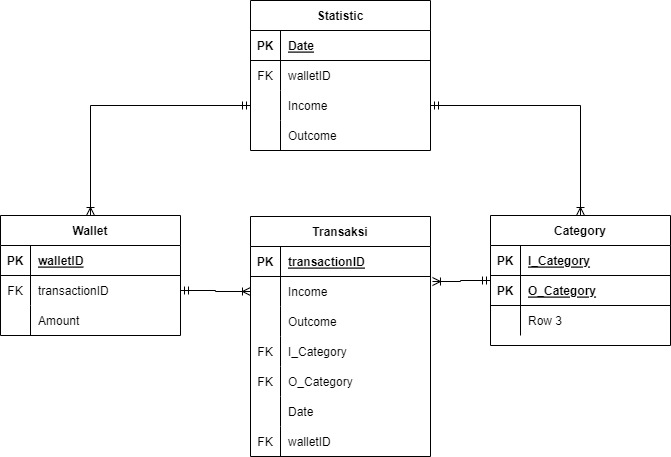 Statistic
PK Date
FK walletID
Income
Outcome
Wallet
PK walletID
FK transactionID
Amount
Transaksi
PK transactionID
Income
Outcome
FK I_Category
FK O_Category
Date
FK walletID
Category
PK I_Category
PK O_Category
Row 3